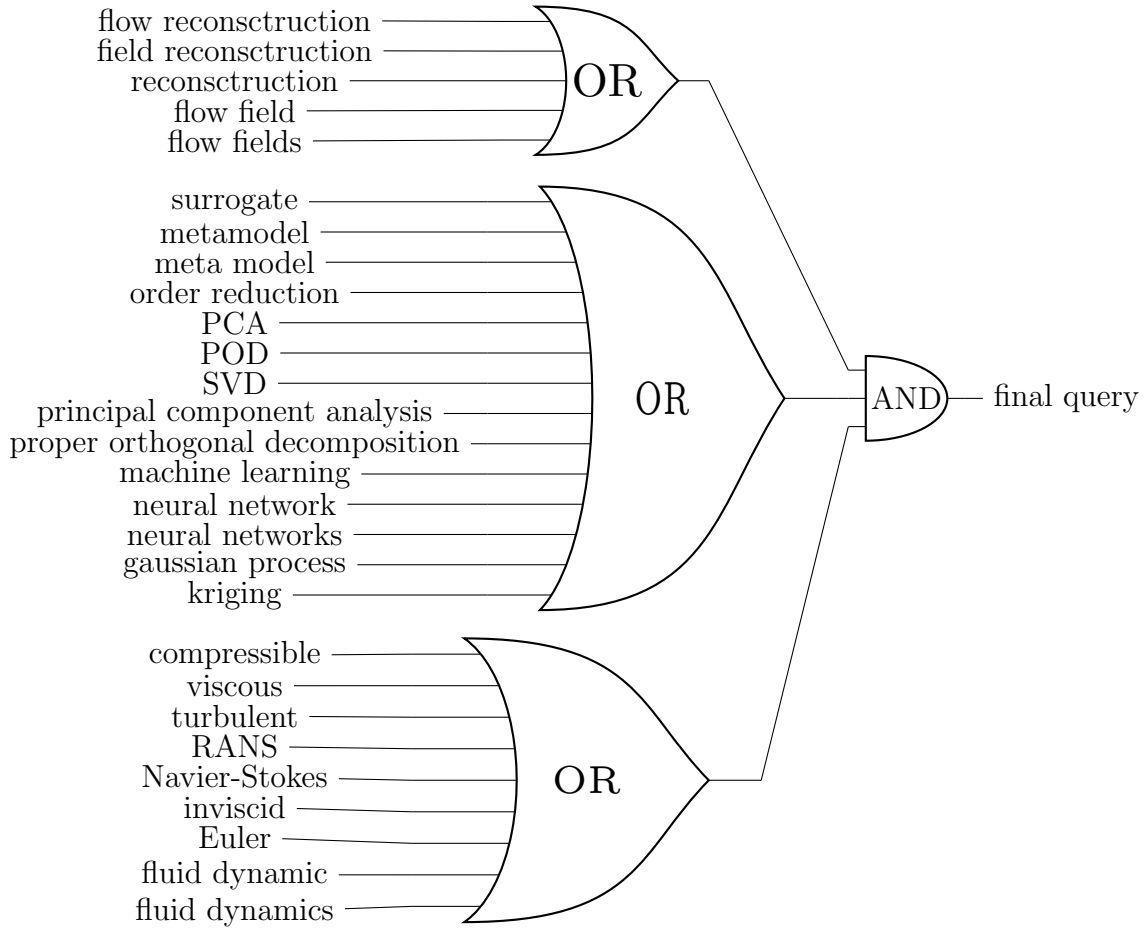 flow reconsctruction
field reconsctruction
reconsctruction
flow field
flow fields
OR
surrogate
metamodel
meta model
order reduction
PCA
POD
SVD
principal component analysis
proper orthogonal decomposition
machine learning
neural network
neural networks
gaussian process
kriging
OR
compressible
viscous
turbulent
RANS
Navier-Stokes
inviscid
Euler
fluid dynamic
fluid dynamics
OR
AND
final query